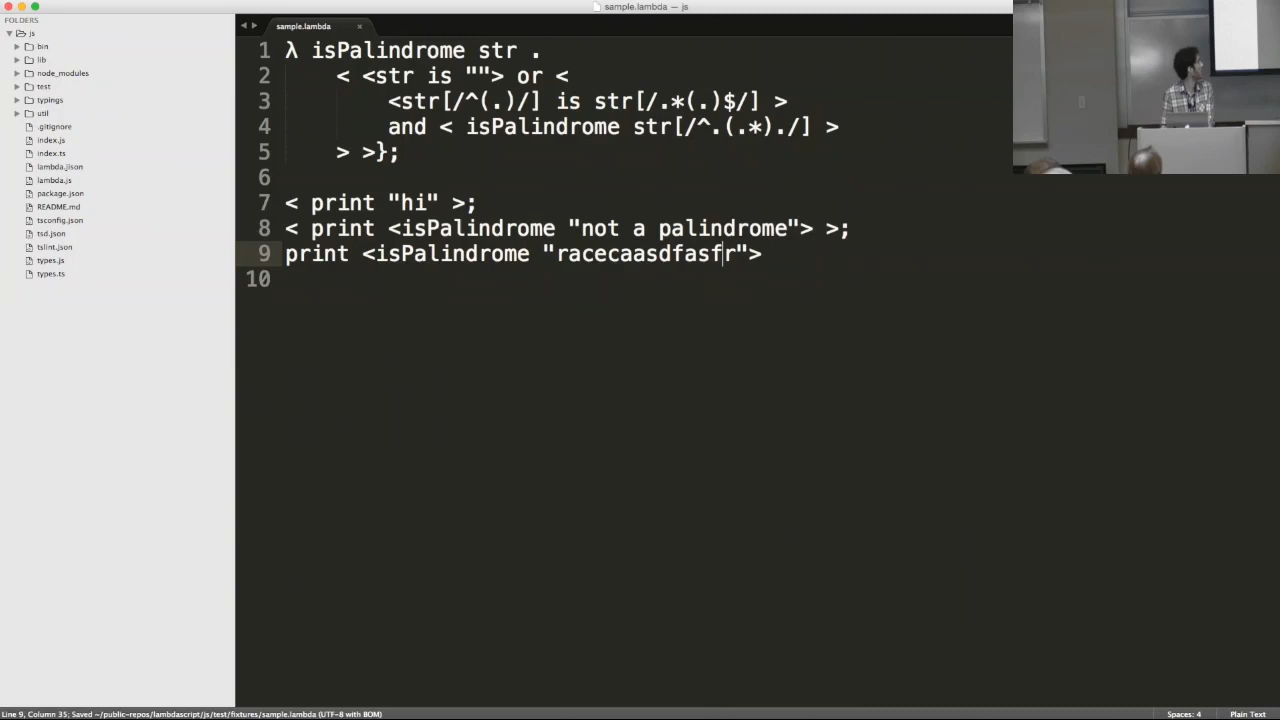 sample.lambda — js
FOLDERS
js
bin
lib
node_modules
test
typings
util
.gitignore
index.js
index.ts
lambda.jison
lambda.js
package.json
README.md
tsconfig.json
tsd.json
tslint.json
types.js
types.ts
sample.lambda
1 λ isPalindrome str .
2 < <str is ""> or <
3 <str[/^(.)/] is str[/.*(.)$/] >
4 and < isPalindrome str[/^.(.*)./] >
5 > >};
6
7 < print "hi" >;
8 < print <isPalindrome "not a palindrome"> >;
9 print <isPalindrome "racecaasdfasfr">
10
Line 9, Column 35; Saved ~/public-repos/lambdascript/js/test/fixtures/sample.lambda (UTF-8 with BOM)
Spaces: 4
Plain Text